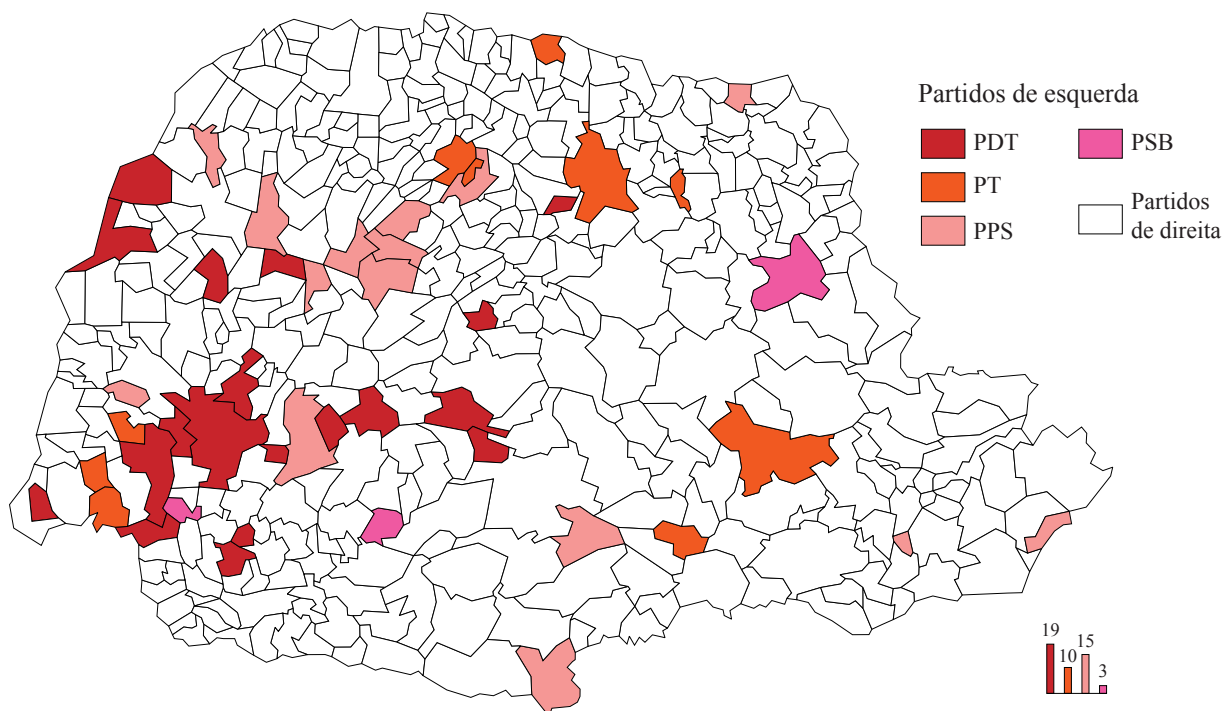 Partidos de esquerda
PDT
PSB
PT
PPS
Partidos
de direita
19
10
15
3